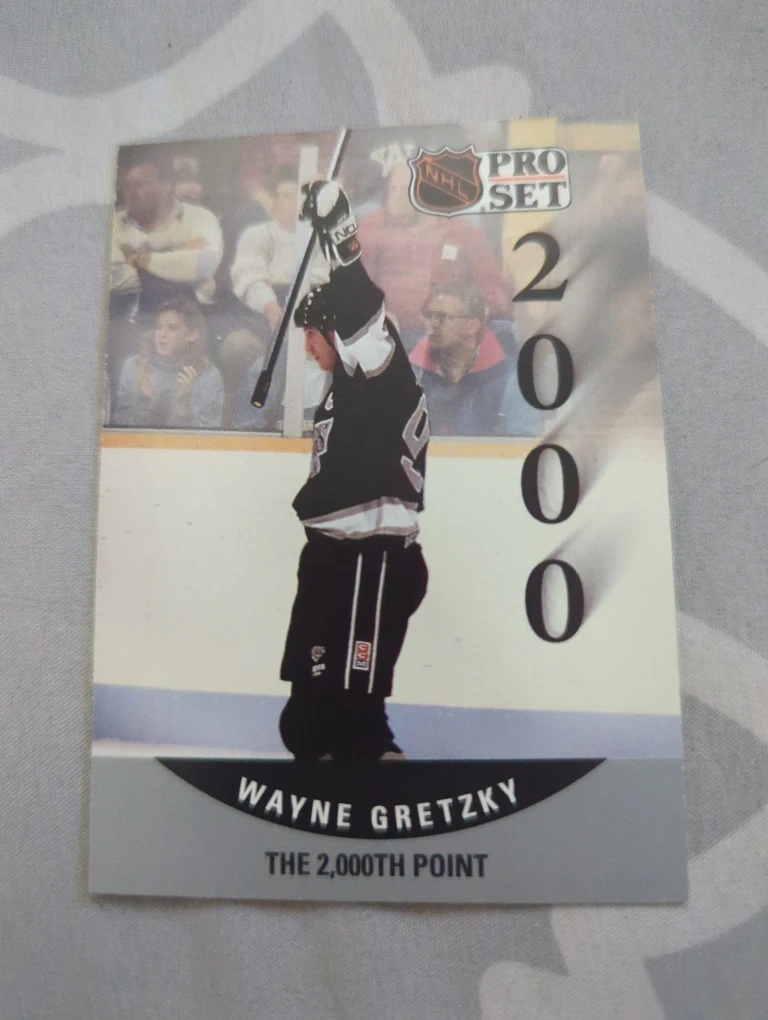 NHL
PRO
SET
2
0
0
0
WAYNE GRETZKY
THE 2,000TH POINT